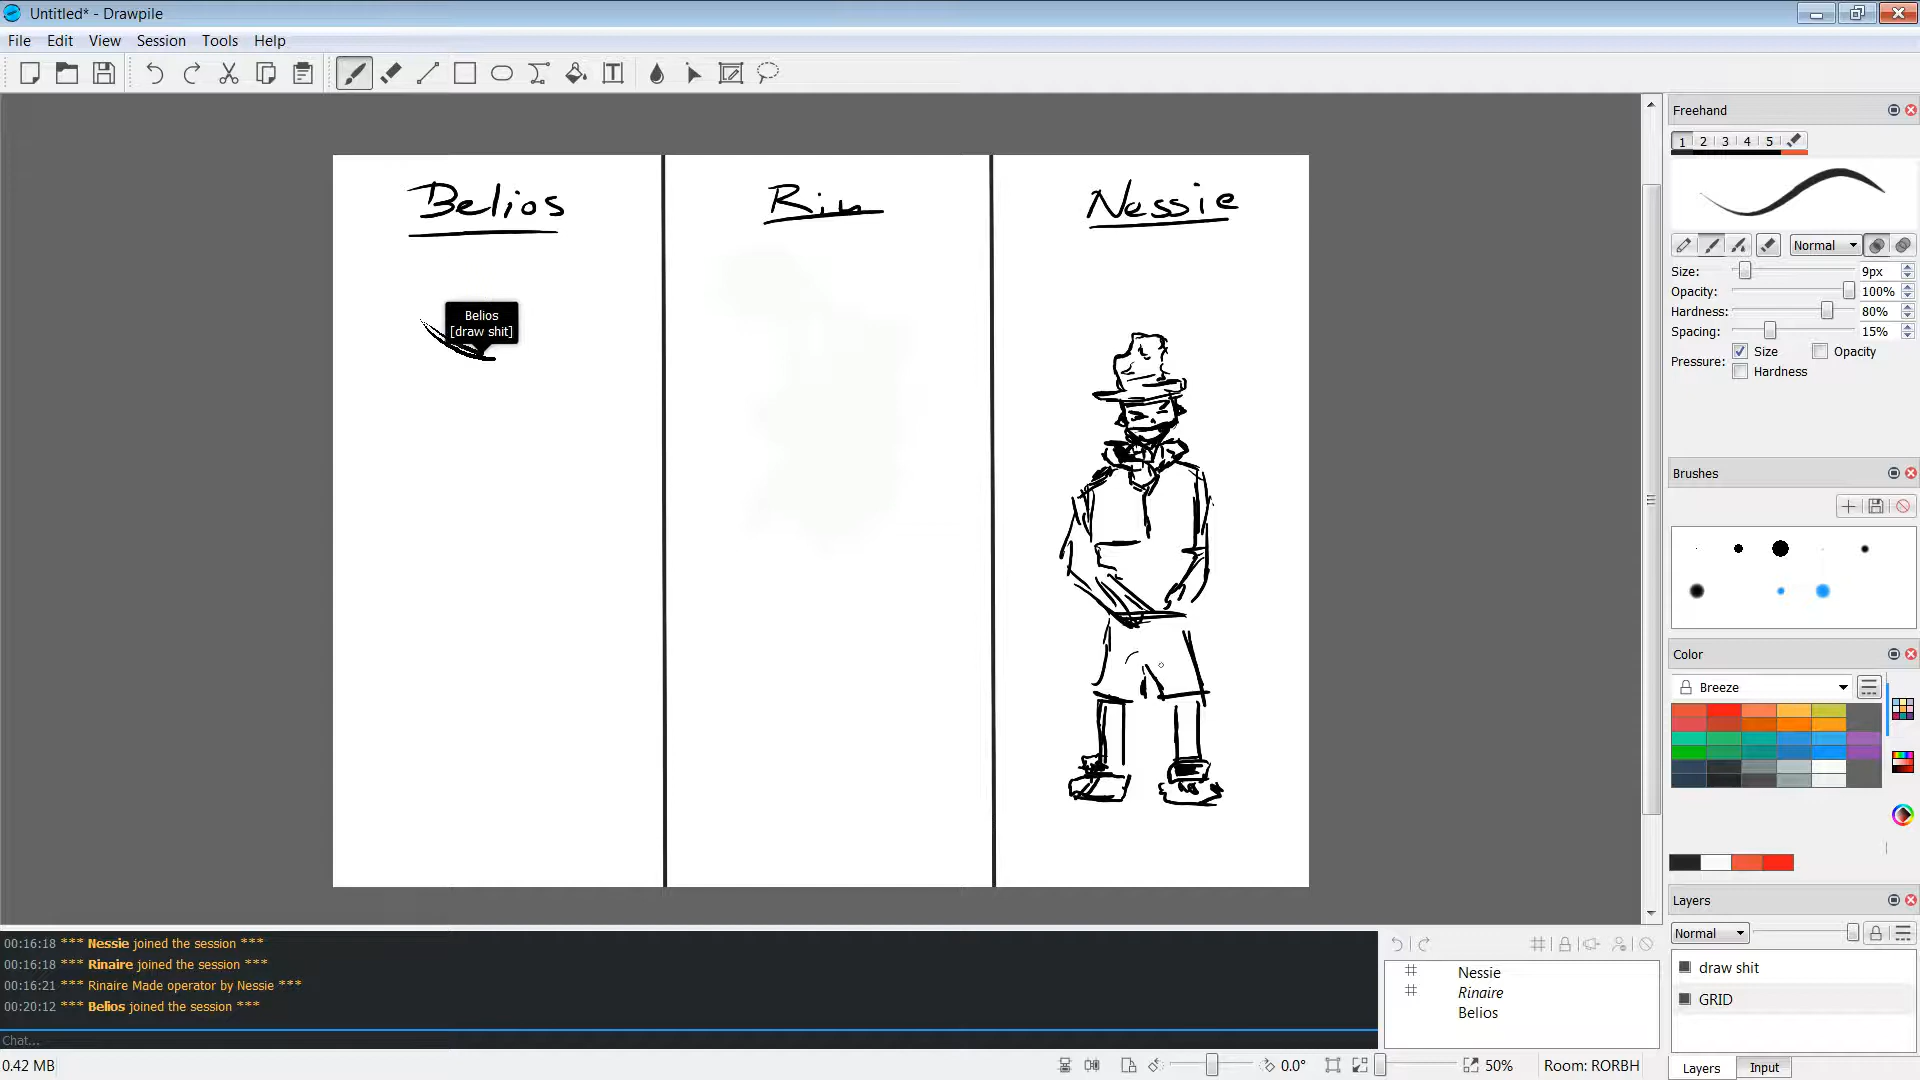 Untitled* - Drawpile
File Edit View Session Tools Help
Freehand
1 2 3 4 5
Belios Rin Nessie
Normal
Size: 9px
Opacity: 100%
Hardness: 80%
Spacing: 15%
Pressure: Size Opacity
Hardness
Belios
[draw shit]
Brushes
Color
Breeze
Layers
Normal
draw shit
GRID
00:16:18 *** Nessie joined the session ***
00:16:18 *** Rinaire joined the session ***
00:16:21 *** Rinaire Made operator by Nessie ***
00:20:12 *** Belios joined the session ***
Chat...
Nessie
Rinaire
Belios
0.42 MB
0.0° 50% Room: RORBH
Layers Input